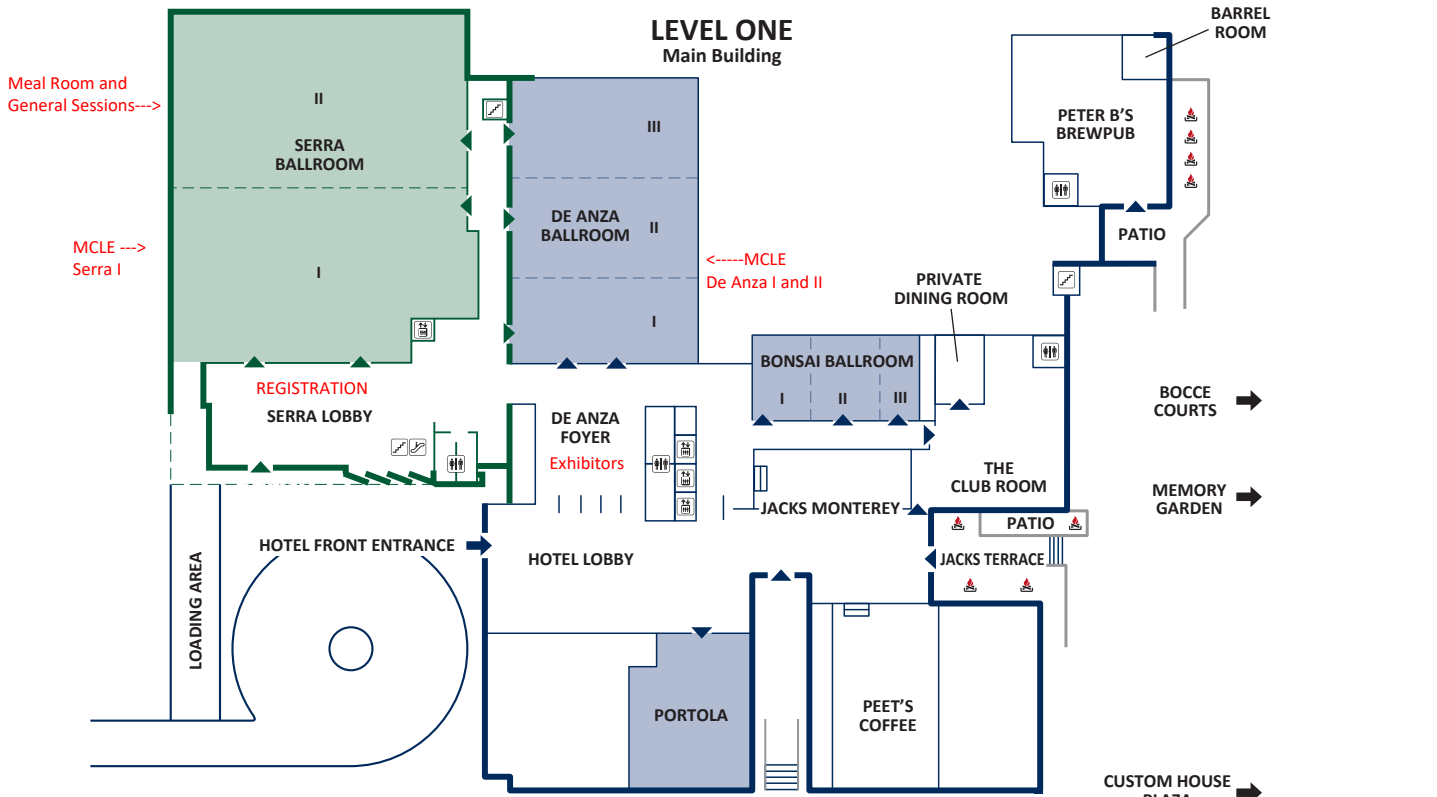 LEVEL ONE
Main Building
BARREL
ROOM
Meal Room and
General Sessions--->
II
SERRA
BALLROOM
III
PETER B'S
BREWPUB
DE ANZA
BALLROOM
II
PATIO
MCLE --->
Serra I
I
<-----MCLE
De Anza I and II
PRIVATE
DINING ROOM
I
BONSAI BALLROOM
I
II
III
REGISTRATION
SERRA LOBBY
DE ANZA
FOYER
Exhibitors
BOCCE
COURTS
THE
CLUB ROOM
MEMORY
GARDEN
JACKS MONTEREY
PATIO
HOTEL FRONT ENTRANCE
HOTEL LOBBY
JACKS TERRACE
LOADING AREA
PORTOLA
PEET'S
COFFEE
CUSTOM HOUSE
PLAZA